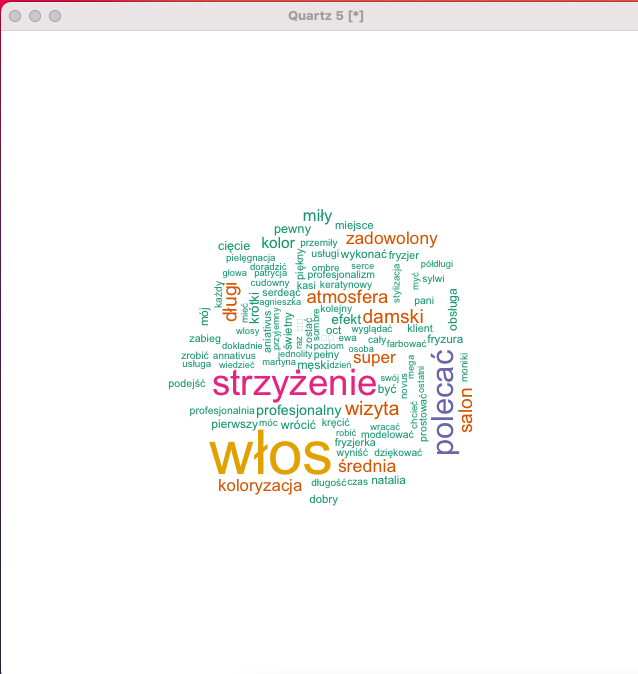 Quartz 5 [*]
miły
pewny
miejsce
cięcie
kolor
przemiły
zadowolony
pielęgnacja
piękny
usługi
wykonać
fryzjer
głowa
doradzić
patrycja
ombre
serce
profesjonalizm
półdługi
stylizacja
myć
sylwi
każdy
długi
cudowny
kasi
keratynowy
serdeąć
agnieszka
atmosfera
pani
obsługa
mój
mieć
krótki
aniativus
przyjemny
świetny
kolejny
sombre
zostać
efekt
damski
oct
wyglądać
klient
zabieg
wlosy
raz
ewa
cały
farbować
fryzura
dokładnie
poziom
osoba
zrobić
annativus
jednolity
pełny
super
usługa
wiedzieć
martyna
męski
dzień
mega
moniki
podejść
strzyżenie
swój
być
novus
ostatni
polecać
salon
profesjonalnia
profesjonalny
wizyta
chcieć
prostować
pierwszy
móc
wrócić
kręcić
wracać
robić
modelować
fryzjerka
włos
wyniść
dziękować
średnia
koloryzacja
długość
czas
natalia
dobry